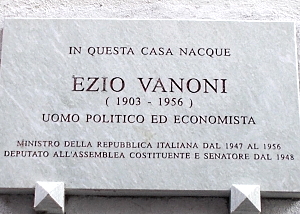 IN QUESTA CASA NACQUE
EZIO VANONI
( 1903 - 1956 )
UOMO POLITICO ED ECONOMISTA
MINISTRO DELLA REPUBBLICA ITALIANA DAL 1947 AL 1956
DEPUTATO ALL'ASSEMBLEA COSTITUENTE E SENATORE DAL 1948